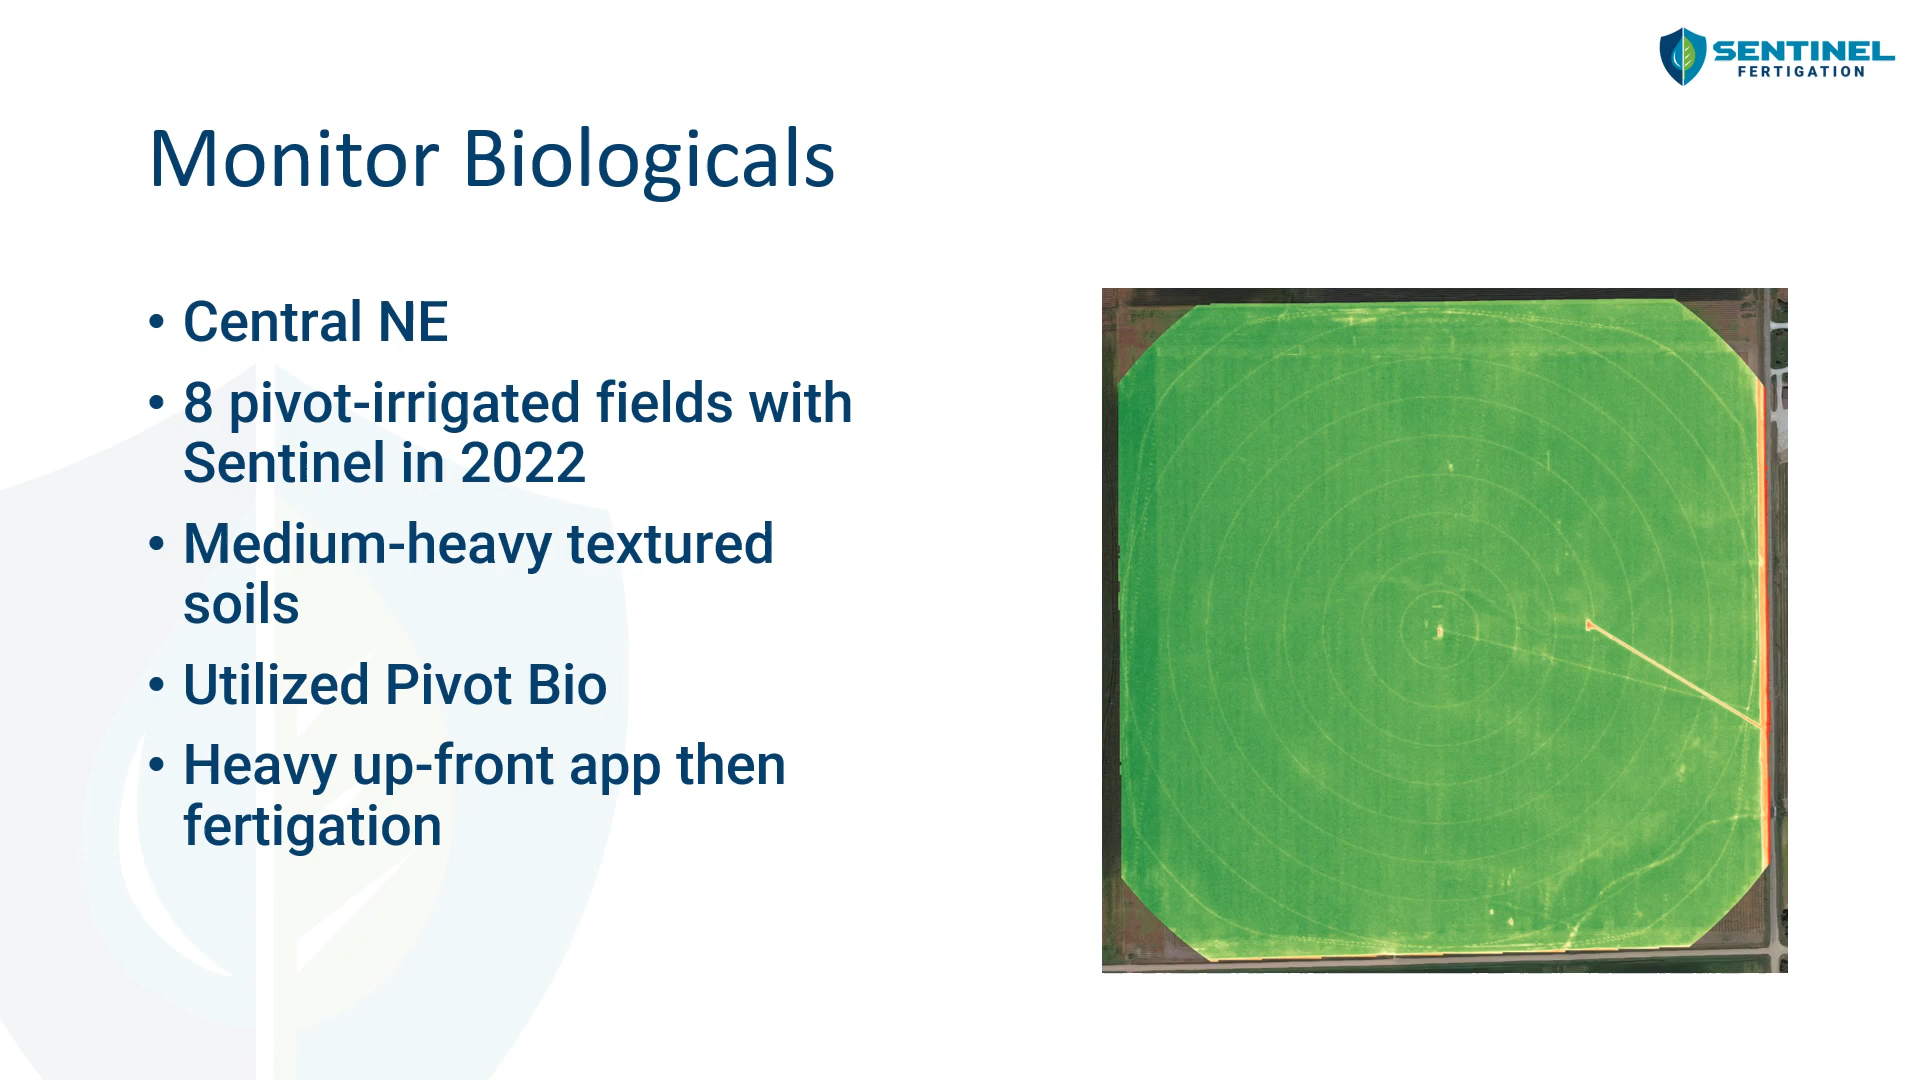 SENTINEL
FERTIGATION
Monitor Biologicals
• Central NE
• 8 pivot-irrigated fields with
Sentinel in 2022
• Medium-heavy textured
soils
• Utilized Pivot Bio
• Heavy up-front app then
fertigation